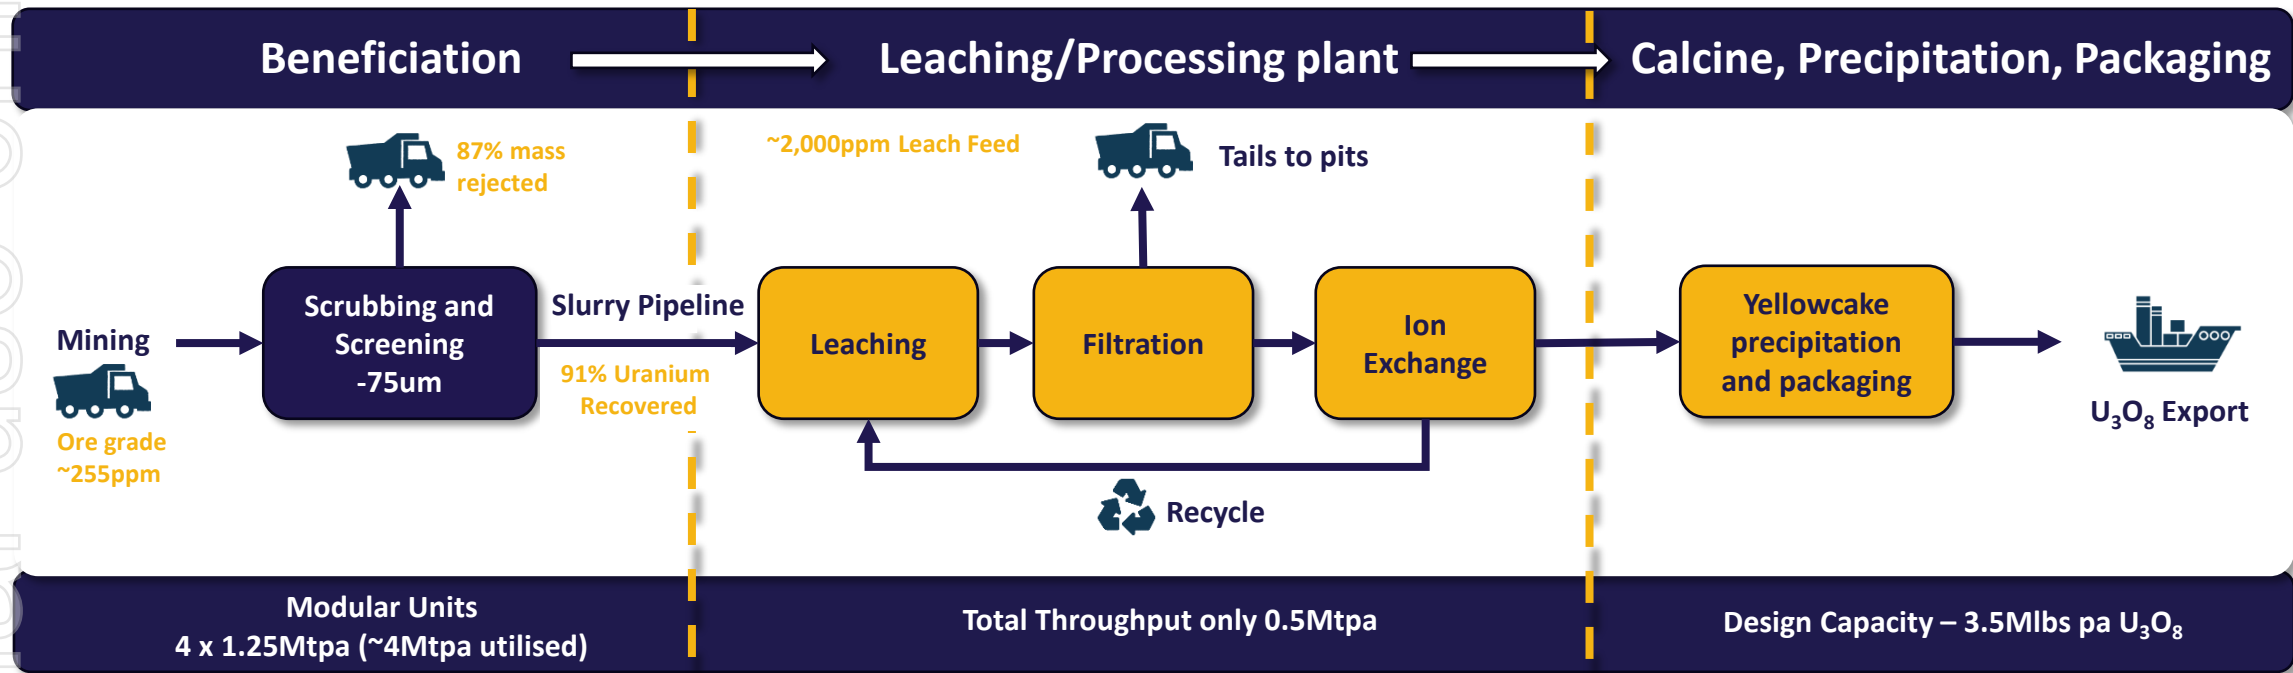 Beneficiation
Leaching/Processing plant
Calcine, Precipitation, Packaging
87% mass
rejected
~2,000ppm Leach Feed
Tails to pits
Mining
Ore grade
~255ppm
Scrubbing and
Screening
-75um
Slurry Pipeline
91% Uranium
Recovered
Leaching
Filtration
Ion
Exchange
Recycle
Yellowcake
precipitation
and packaging
U₃O₈ Export
Modular Units
4 x 1.25Mtpa (~4Mtpa utilised)
Total Throughput only 0.5Mtpa
Design Capacity – 3.5Mlbs pa U₃O₈